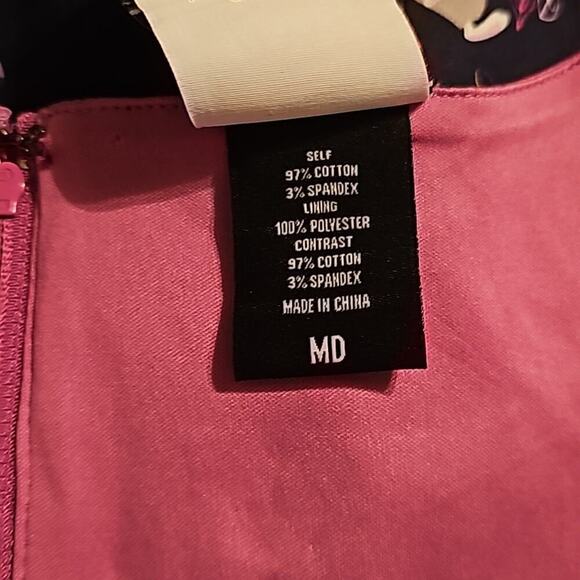 SELF
97% COTTON
3% SPANDEX
LINING
100% POLYESTER
CONTRAST
97% COTTON
3% SPANDEX
MADE IN CHINA
MD